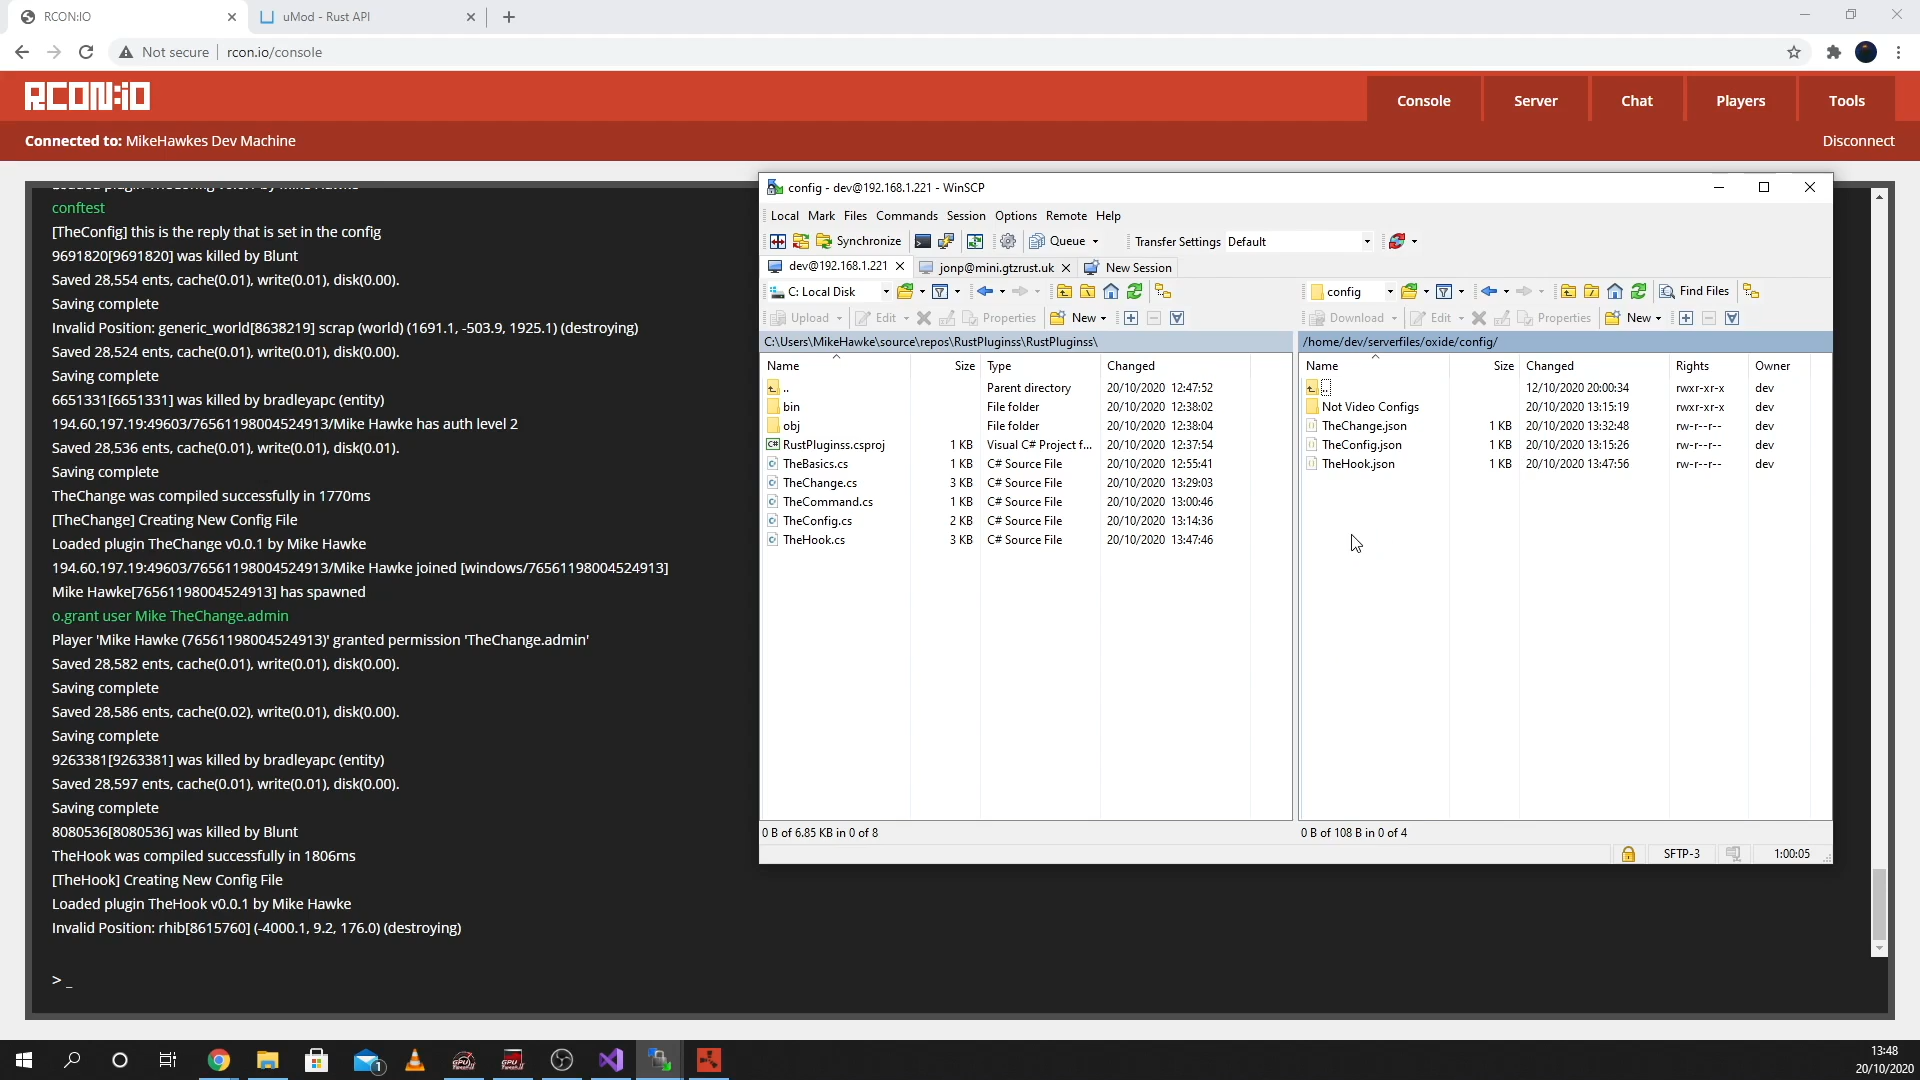 RCON:IO
uMod - Rust API
Not secure
rcon.io/console
RCON:IO
Console
Server
Chat
Players
Tools
Connected to: MikeHawkes Dev Machine
Disconnect
conftest
[TheConfig] this is the reply that is set in the config
9691820[9691820] was killed by Blunt
Saved 28,554 ents, cache(0.01), write(0.01), disk(0.00).
Saving complete
Invalid Position: generic_world[8638219] scrap (world) (1691.1, -503.9, 1925.1) (destroying)
Saved 28,524 ents, cache(0.01), write(0.01), disk(0.00).
Saving complete
6651331[6651331] was killed by bradleyapc (entity)
194.60.197.19:49603/76561198004524913/Mike Hawke has auth level 2
Saved 28,536 ents, cache(0.01), write(0.01), disk(0.01).
Saving complete
TheChange was compiled successfully in 1770ms
[TheChange] Creating New Config File
Loaded plugin TheChange v0.0.1 by Mike Hawke
194.60.197.19:49603/76561198004524913/Mike Hawke joined [windows/76561198004524913]
Mike Hawke[76561198004524913] has spawned
o.grant user Mike TheChange.admin
Player 'Mike Hawke (76561198004524913)' granted permission 'TheChange.admin'
Saved 28,582 ents, cache(0.01), write(0.01), disk(0.00).
Saving complete
Saved 28,586 ents, cache(0.02), write(0.01), disk(0.00).
Saving complete
9263381[9263381] was killed by bradleyapc (entity)
Saved 28,597 ents, cache(0.01), write(0.01), disk(0.00).
Saving complete
8080536[8080536] was killed by Blunt
TheHook was compiled successfully in 1806ms
[TheHook] Creating New Config File
Loaded plugin TheHook v0.0.1 by Mike Hawke
Invalid Position: rhib[8615760] (-4000.1, 9.2, 176.0) (destroying)
> _
config - dev@192.168.1.221 - WinSCP
Local Mark Files Commands Session Options Remote Help
Synchronize
Queue
Transfer Settings Default
dev@192.168.1.221
jonp@mini.gtzrust.uk
New Session
C: Local Disk
config
Find Files
Upload Edit Properties New
Download Edit Properties New
C:\Users\MikeHawke\source\repos\RustPluginss\RustPluginss\
Name Size Type Changed
.. Parent directory 20/10/2020 12:47:52
bin File folder 20/10/2020 12:38:02
obj File folder 20/10/2020 12:38:04
RustPluginss.csproj 1 KB Visual C# Project f... 20/10/2020 12:37:54
TheBasics.cs 1 KB C# Source File 20/10/2020 12:55:41
TheChange.cs 3 KB C# Source File 20/10/2020 13:29:03
TheCommand.cs 1 KB C# Source File 20/10/2020 13:00:46
TheConfig.cs 2 KB C# Source File 20/10/2020 13:14:36
TheHook.cs 3 KB C# Source File 20/10/2020 13:47:46
0 B of 6.85 KB in 0 of 8
/home/dev/serverfiles/oxide/config/
Name Size Changed Rights Owner
.. 12/10/2020 20:00:34 rwxr-xr-x dev
Not Video Configs 20/10/2020 13:15:19 rwxr-xr-x dev
TheChange.json 1 KB 20/10/2020 13:32:48 rw-r--r-- dev
TheConfig.json 1 KB 20/10/2020 13:15:26 rw-r--r-- dev
TheHook.json 1 KB 20/10/2020 13:47:56 rw-r--r-- dev
0 B of 108 B in 0 of 4
SFTP-3
1:00:05
1
13:48
20/10/2020